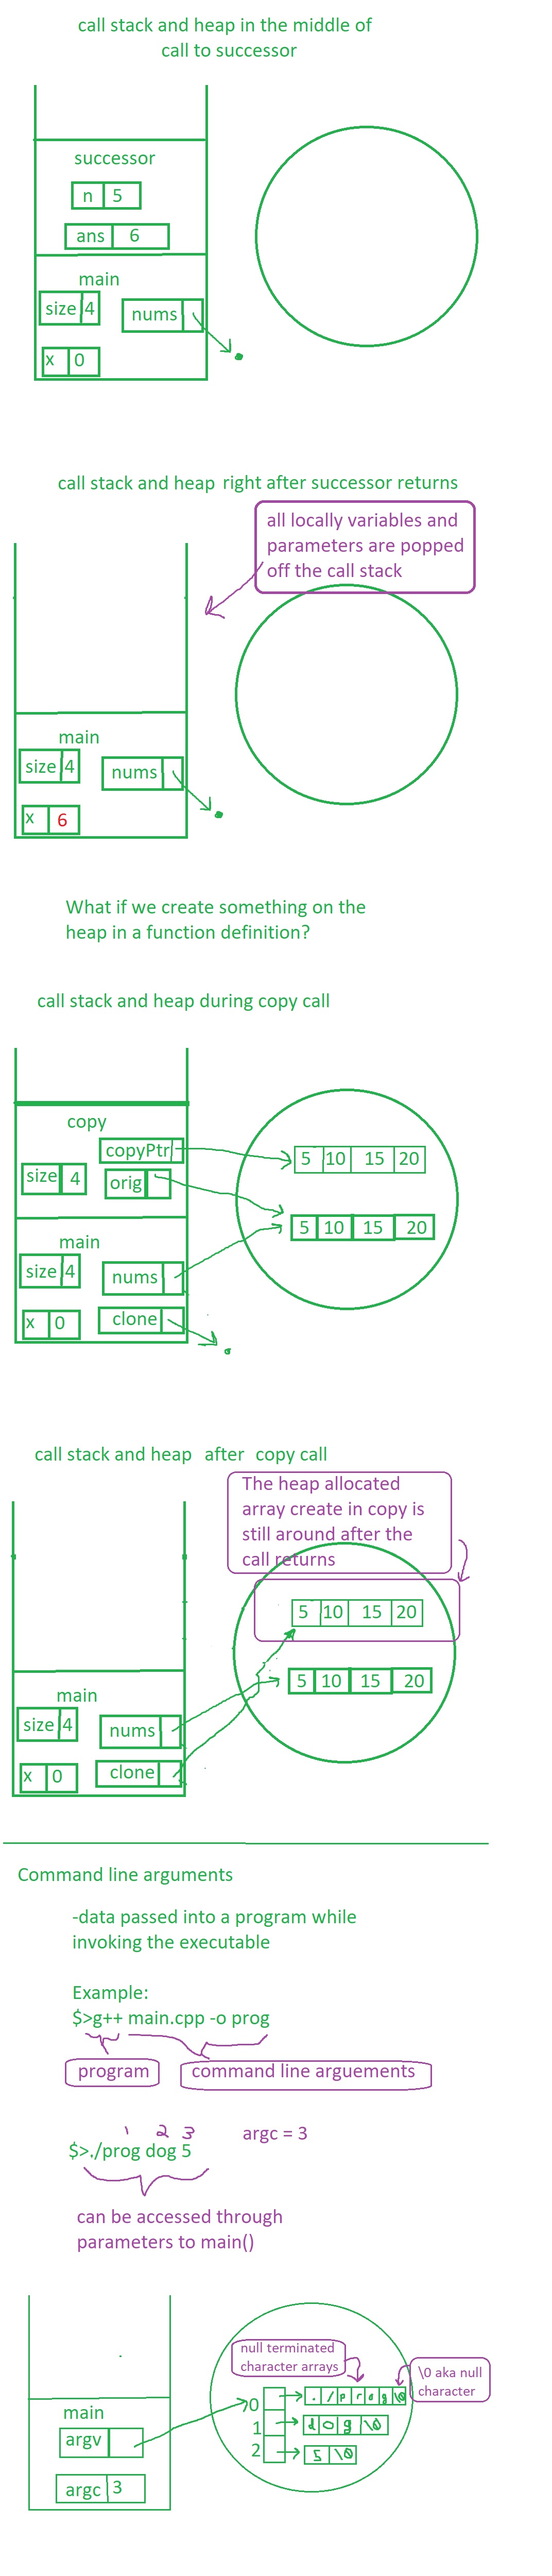 call stack and heap in the middle of
call to successor
successor
n 5
ans 6
main
size 4
nums
x 0
call stack and heap right after successor returns
all locally variables and
parameters are popped
off the call stack
main
size 4
nums
x 6
What if we create something on the
heap in a function definition?
call stack and heap during copy call
copy
copyPtr
size 4
orig
5 10 15 20
5 10 15 20
main
size 4
nums
x 0
clone
call stack and heap after copy call
The heap allocated
array create in copy is
still around after the
call returns
5 10 15 20
5 10 15 20
main
size 4
nums
x 0
clone
Command line arguments
-data passed into a program while
invoking the executable
Example:
$>g++ main.cpp -o prog
program
command line arguements
1 2 3
argc = 3
$>./prog dog 5
can be accessed through
parameters to main()
null terminated
character arrays
\0 aka null
character
main
argv
argc 3
0
. / p r o g \0
1
d o g \0
2
5 \0